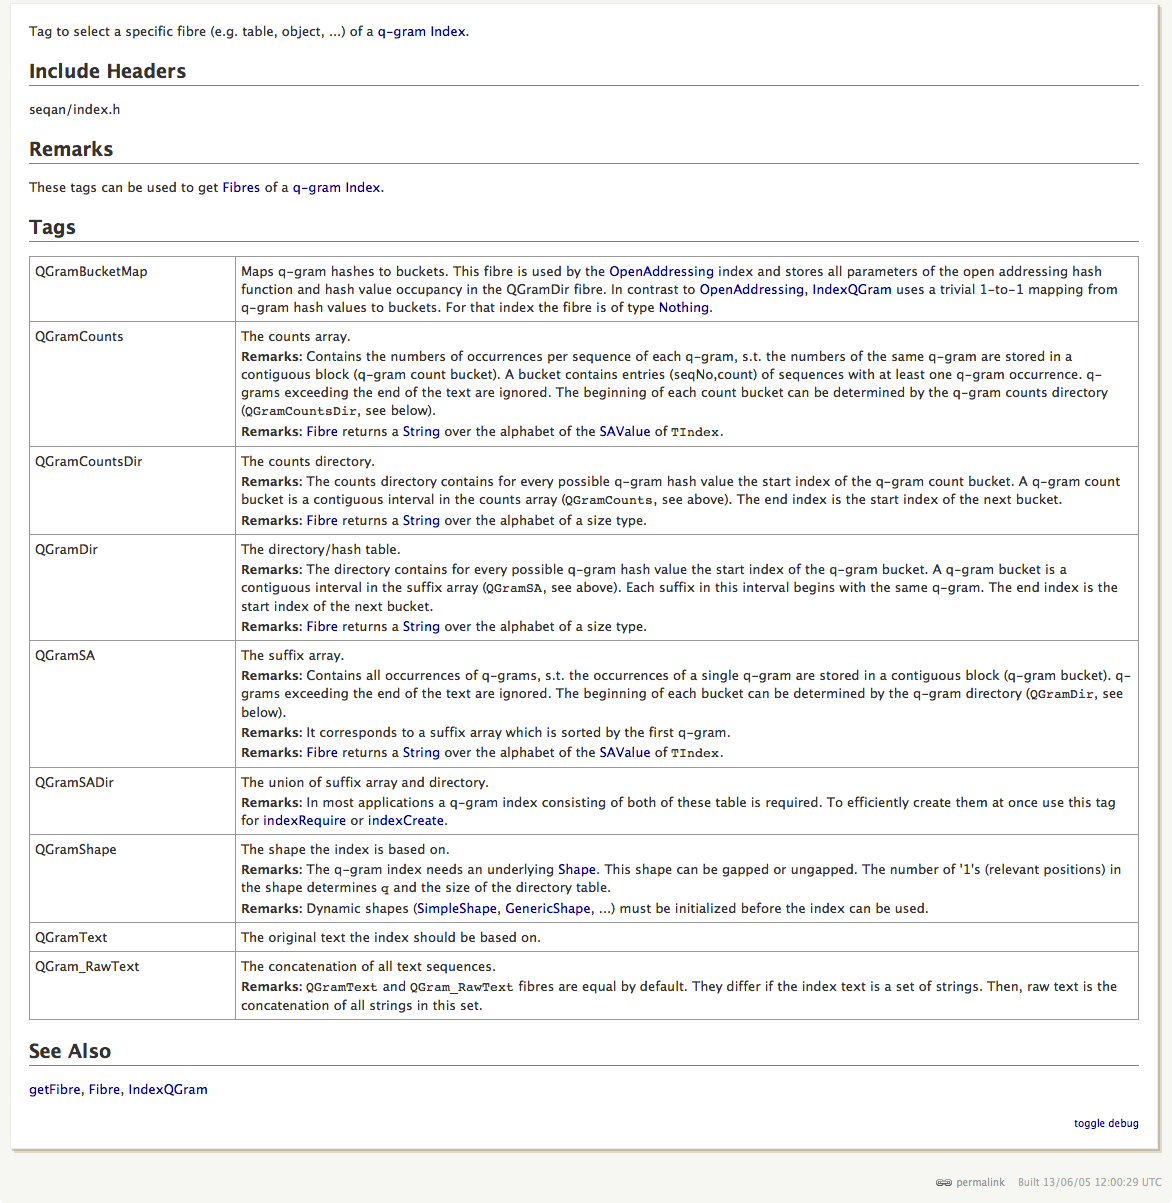 Tag to select a specific fibre (e.g. table, object, ...) of a q-gram Index.
Include Headers
seqan/index.h
Remarks
These tags can be used to get Fibres of a q-gram Index.
Tags
QGramBucketMap
Maps q-gram hashes to buckets. This fibre is used by the OpenAddressing index and stores all parameters of the open addressing hash
function and hash value occupancy in the QGramDir fibre. In contrast to OpenAddressing, IndexQGram uses a trivial 1-to-1 mapping from
q-gram hash values to buckets. For that index the fibre is of type Nothing.
QGramCounts
The counts array.
Remarks: Contains the numbers of occurrences per sequence of each q-gram, s.t. the numbers of the same q-gram are stored in a
contiguous block (q-gram count bucket). A bucket contains entries (seqNo,count) of sequences with at least one q-gram occurrence. q-
grams exceeding the end of the text are ignored. The beginning of each count bucket can be determined by the q-gram counts directory
(QGramCountsDir, see below).
Remarks: Fibre returns a String over the alphabet of the SAValue of TIndex.
QGramCountsDir
The counts directory.
Remarks: The counts directory contains for every possible q-gram hash value the start index of the q-gram count bucket. A q-gram count
bucket is a contiguous interval in the counts array (QGramCounts, see above). The end index is the start index of the next bucket.
Remarks: Fibre returns a String over the alphabet of a size type.
QGramDir
The directory/hash table.
Remarks: The directory contains for every possible q-gram hash value the start index of the q-gram bucket. A q-gram bucket is a
contiguous interval in the suffix array (QGramSA, see above). Each suffix in this interval begins with the same q-gram. The end index is the
start index of the next bucket.
Remarks: Fibre returns a String over the alphabet of a size type.
QGramSA
The suffix array.
Remarks: Contains all occurrences of q-grams, s.t. the occurrences of a single q-gram are stored in a contiguous block (q-gram bucket). q-
grams exceeding the end of the text are ignored. The beginning of each bucket can be determined by the q-gram directory (QGramDir, see
below).
Remarks: It corresponds to a suffix array which is sorted by the first q-gram.
Remarks: Fibre returns a String over the alphabet of the SAValue of TIndex.
QGramSADir
The union of suffix array and directory.
Remarks: In most applications a q-gram index consisting of both of these table is required. To efficiently create them at once use this tag
for indexRequire or indexCreate.
QGramShape
The shape the index is based on.
Remarks: The q-gram index needs an underlying Shape. This shape can be gapped or ungapped. The number of '1's (relevant positions) in
the shape determines q and the size of the directory table.
Remarks: Dynamic shapes (SimpleShape, GenericShape, ...) must be initialized before the index can be used.
QGramText
The original text the index should be based on.
QGram_RawText
The concatenation of all text sequences.
Remarks: QGramText and QGram_RawText fibres are equal by default. They differ if the index text is a set of strings. Then, raw text is the
concatenation of all strings in this set.
See Also
getFibre, Fibre, IndexQGram
toggle debug
permalink Built 13/06/05 12:00:29 UTC